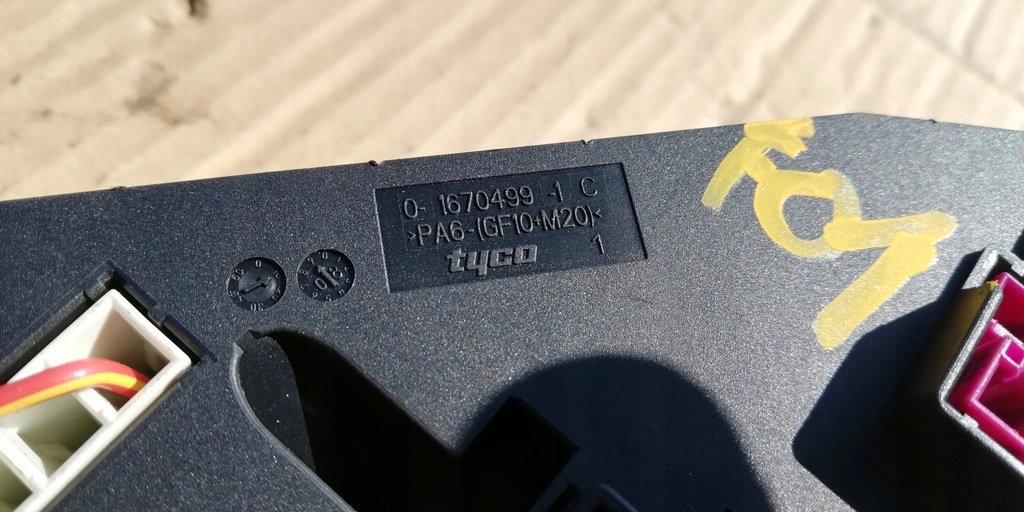 0- 1670499 -1 C
>PA6-(GF10+M20)<
tyco 1